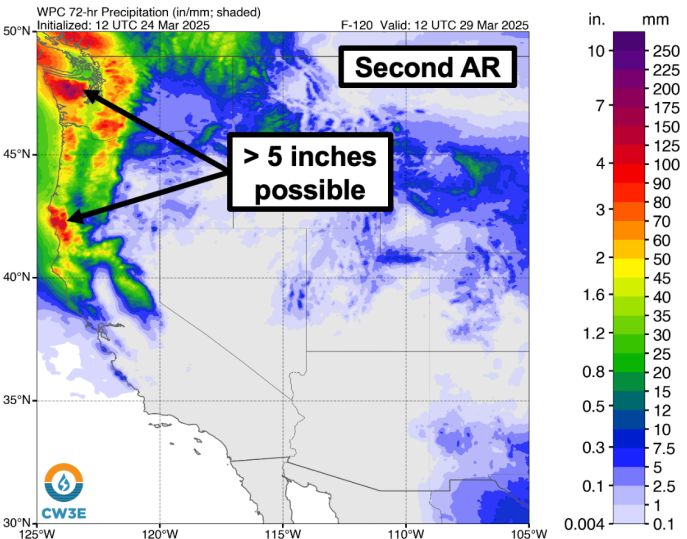 WPC 72-hr Precipitation (in/mm; shaded)
Initialized: 12 UTC 24 Mar 2025
F-120 Valid: 12 UTC 29 Mar 2025
Second AR
> 5 inches
possible
50°N
45°N
40°N
35°N
30°N
125°W
120°W
115°W
110°W
105°W
CW3E
in.
mm
10
7
4
3
2
1.6
1.2
0.8
0.5
0.3
0.1
0.004
250
225
200
175
150
125
100
90
80
70
60
50
45
40
35
30
25
20
15
12
10
7.5
5
2.5
1
0.1